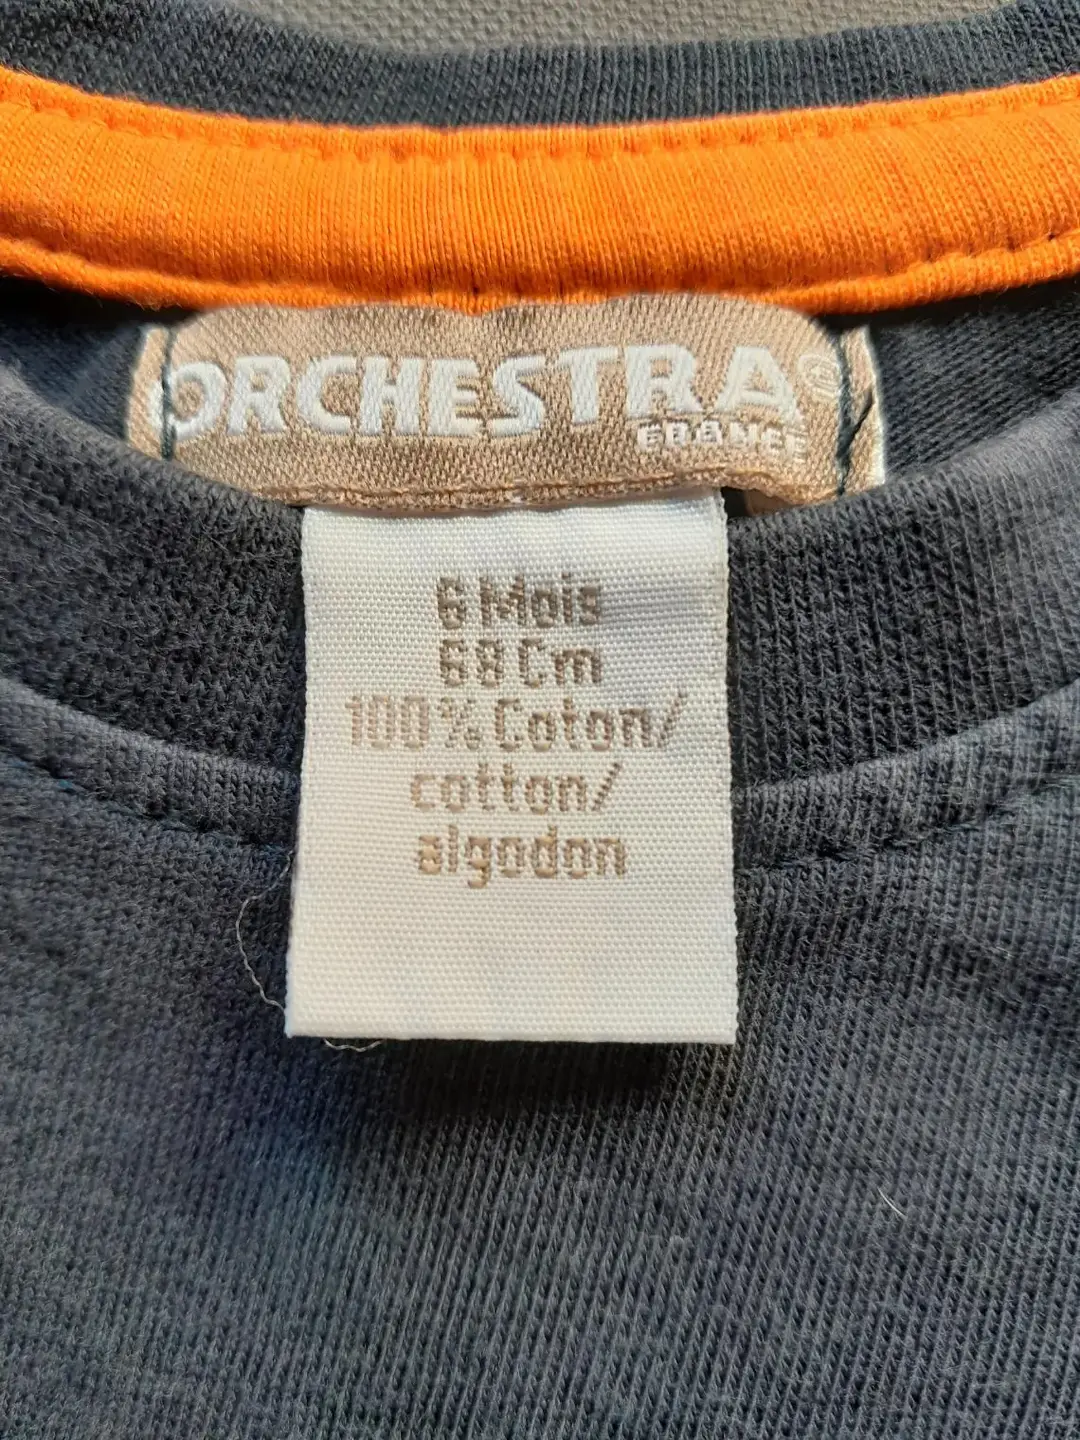 ORCHESTRA
FRANCE
6 Mois
68 Cm
100 % Coton/
cotton/
algodon